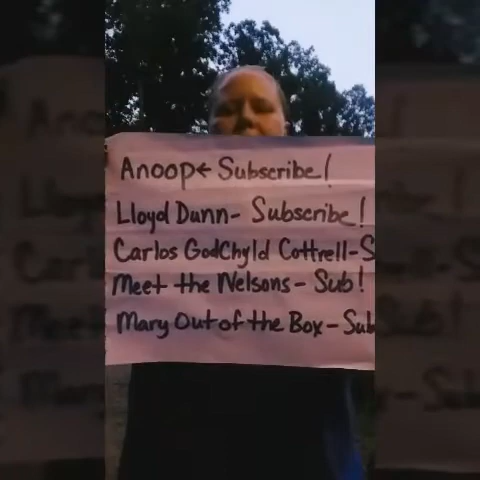 Anoop← Subscribe!
Lloyd Dunn- Subscribe!
Carlos GodChyld Cottrell-S
Meet the Nelsons- Sub!
Mary Out of the Box-Sub